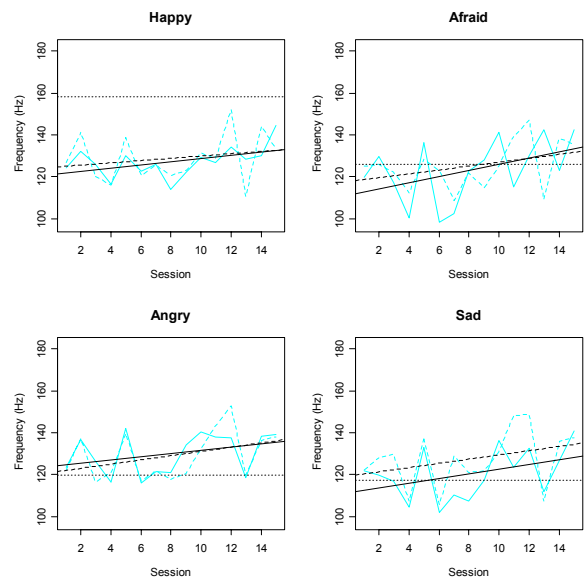 Happy
Frequency (Hz)
100 120 140 160 180
2 4 6 8 10 12 14
Session
Afraid
Frequency (Hz)
100 120 140 160 180
2 4 6 8 10 12 14
Session
Angry
Frequency (Hz)
100 120 140 160 180
2 4 6 8 10 12 14
Session
Sad
Frequency (Hz)
100 120 140 160 180
2 4 6 8 10 12 14
Session